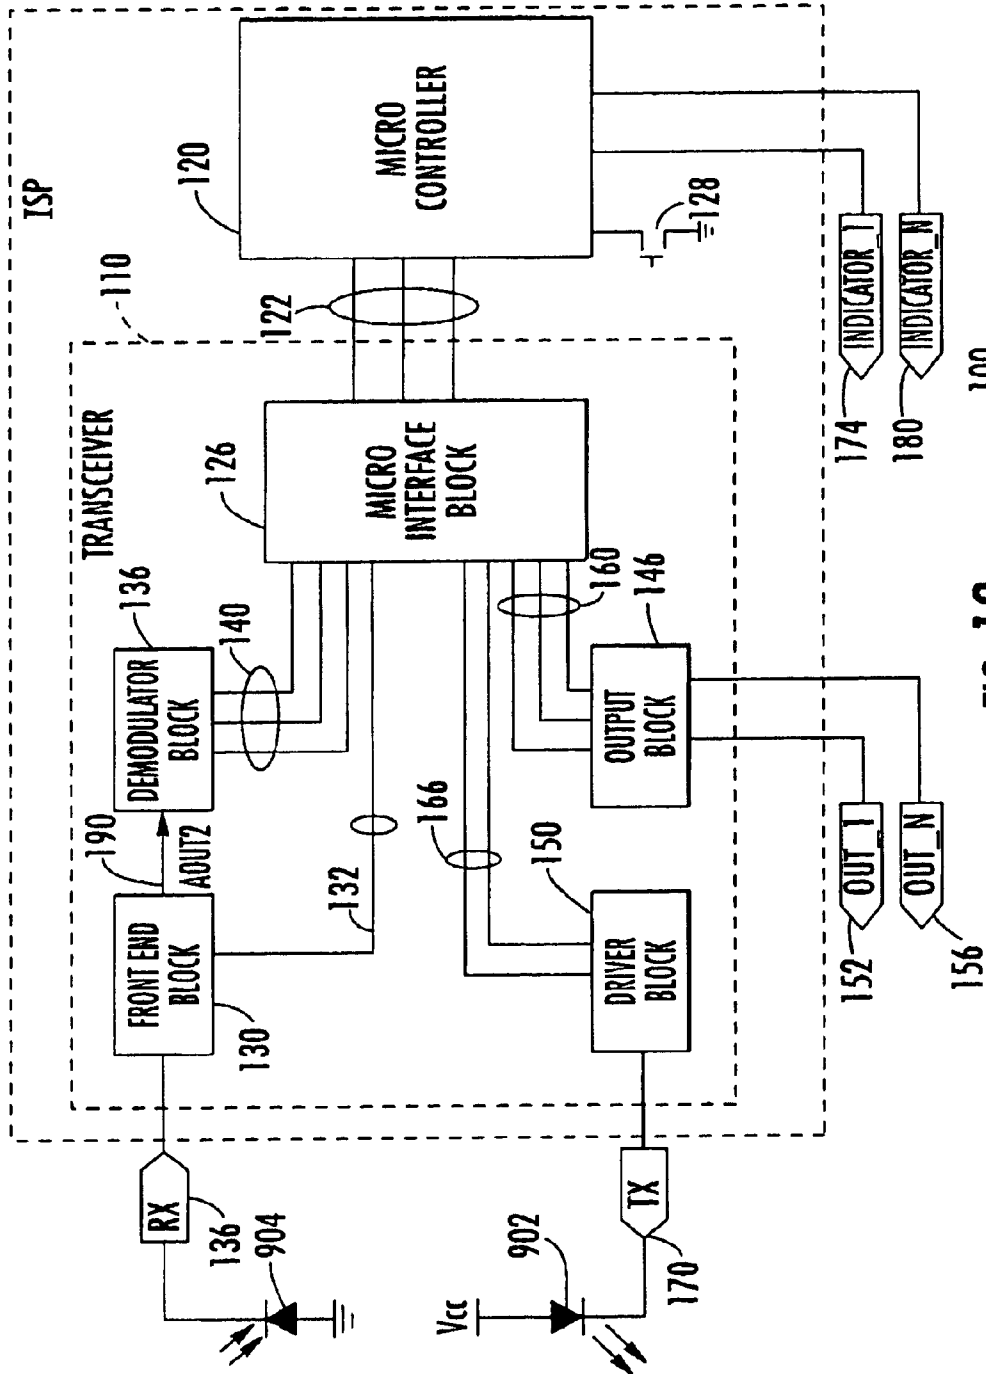 ISP
110
TRANSCEIVER
120
MICRO
CONTROLLER
122
128
126
MICRO
INTERFACE
BLOCK
136
DEMODULATOR
BLOCK
140
190
AOUT2
FRONT END
BLOCK
130
132
RX
136
904
166
150
DRIVER
BLOCK
160
146
OUTPUT
BLOCK
Vcc
902
TX
170
OUT_1
152
OUT_N
156
INDICATOR_1
174
INDICATOR_N
180